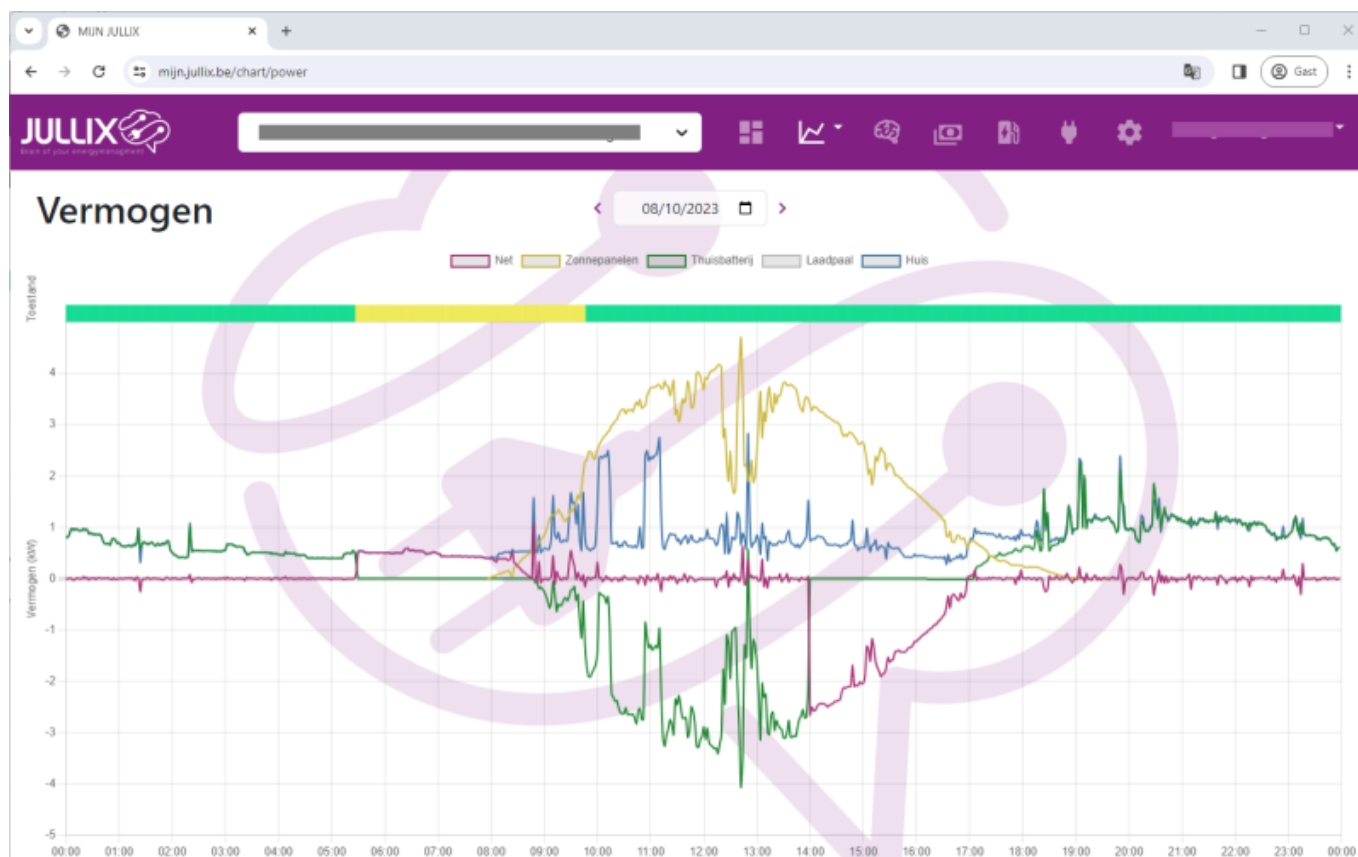 MIJN JULLIX
mijn.jullix.be/chart/power
Gast
JULLIX
Brain of your energymanagment
Vermogen
08/10/2023
Net Zonnepanelen Thuisbatterij Laadpaal Huis
Toestand
Vermogen (kW)
4
3
2
1
0
-1
-2
-3
-4
-5
00:00 01:00 02:00 03:00 04:00 05:00 06:00 07:00 08:00 09:00 10:00 11:00 12:00 13:00 14:00 15:00 16:00 17:00 18:00 19:00 20:00 21:00 22:00 23:00 00:00